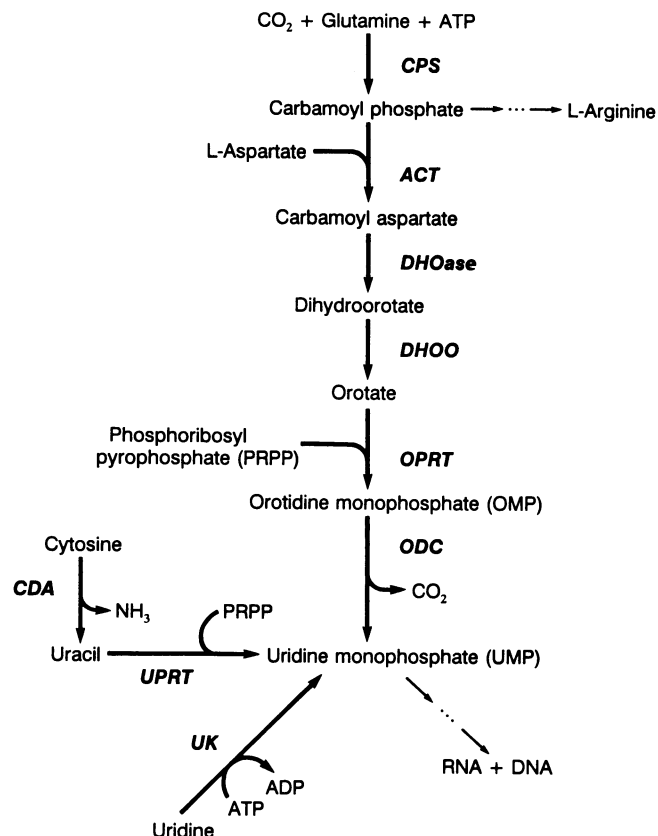 CO₂ + Glutamine + ATP
CPS
Carbamoyl phosphate ... L-Arginine
L-Aspartate
ACT
Carbamoyl aspartate
DHOase
Dihydroorotate
DHOO
Orotate
Phosphoribosyl
pyrophosphate (PRPP)
OPRT
Orotidine monophosphate (OMP)
Cytosine
ODC
CDA
NH₃
PRPP
CO₂
Uracil
Uridine monophosphate (UMP)
UPRT
...
UK
RNA + DNA
ADP
ATP
Uridine